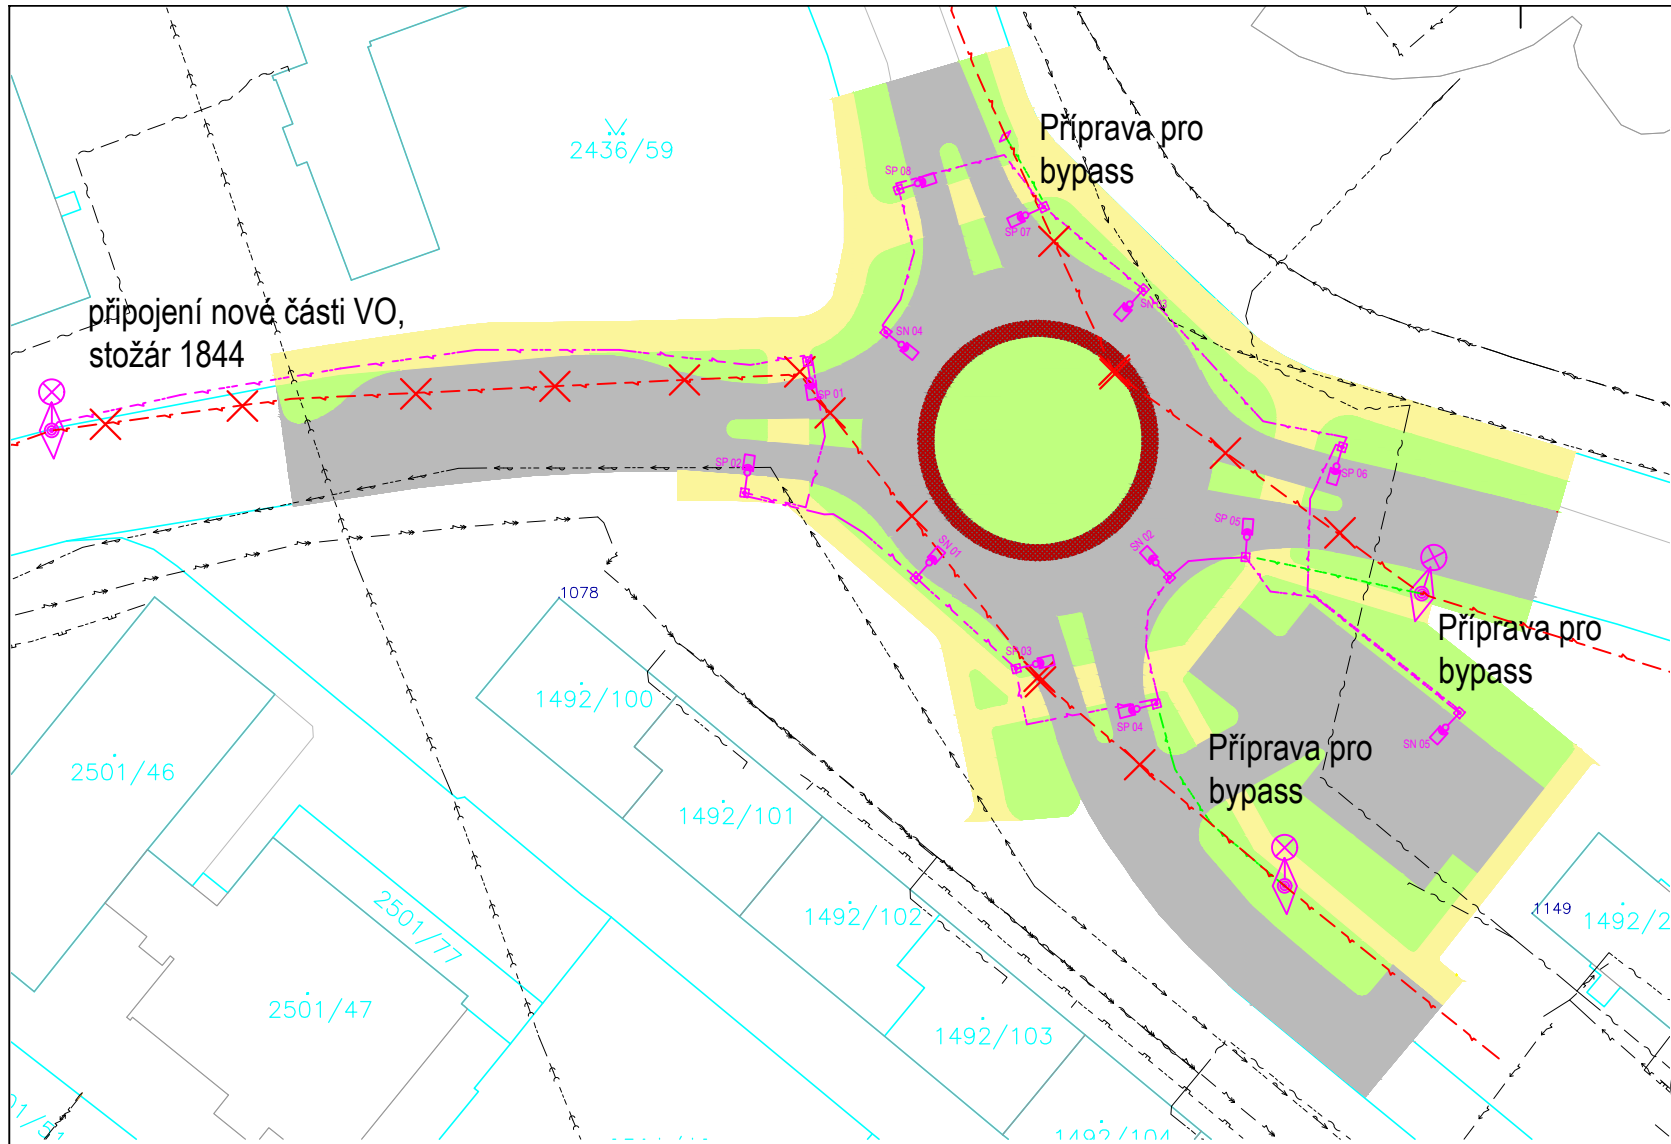 2436/59
Příprava pro
bypass
SP 08
SP 07
připojení nové části VO,
stožár 1844
SN 03
SN 04
SP 01
SP 02
SP 06
SP 05
SN 01
SN 02
1078
Příprava pro
bypass
SP 03
1492/100
SP 04
SN 05
Příprava pro
bypass
2501/46
1492/101
1492/102
1149
1492/2
2501/77
2501/47
1492/103
1492/104